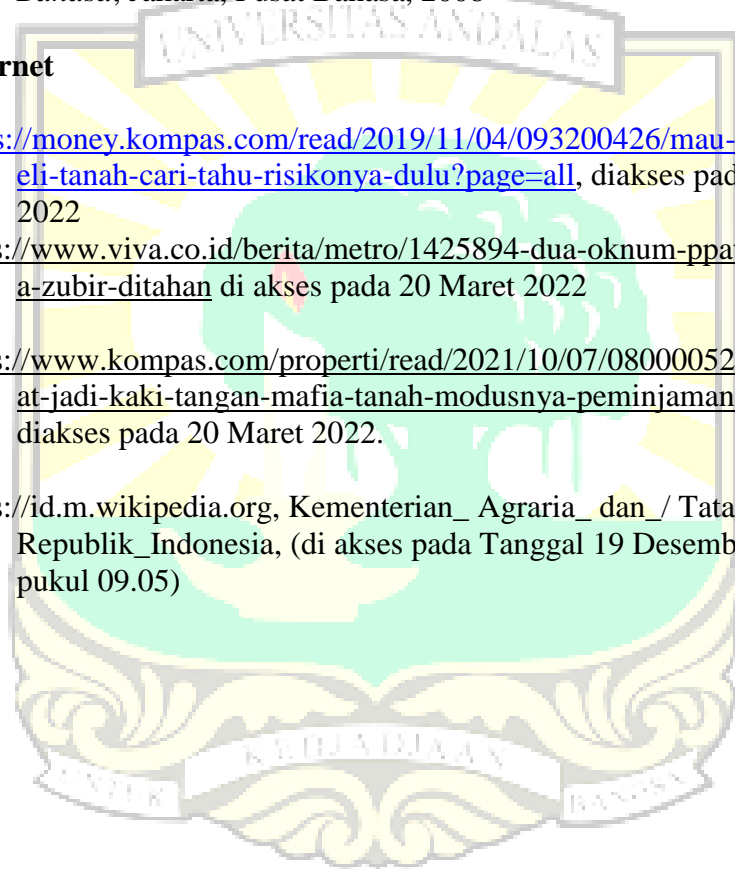 Bahasa, Jakarta, Pusat Bahasa, 2008
UNIVERSITAS ANDALAS
rnet
s://money.kompas.com/read/2019/11/04/093200426/mau-
eli-tanah-cari-tahu-risikonya-dulu?page=all, diakses pad
2022
s://www.viva.co.id/berita/metro/1425894-dua-oknum-ppa
a-zubir-ditahan di akses pada 20 Maret 2022
s://www.kompas.com/properti/read/2021/10/07/08000052
at-jadi-kaki-tangan-mafia-tanah-modusnya-peminjaman
diakses pada 20 Maret 2022.
s://id.m.wikipedia.org, Kementerian_ Agraria_ dan_/ Tata
Republik_Indonesia, (di akses pada Tanggal 19 Desemb
pukul 09.05)
KEDJADJAAN
UNTUK
BANGSA